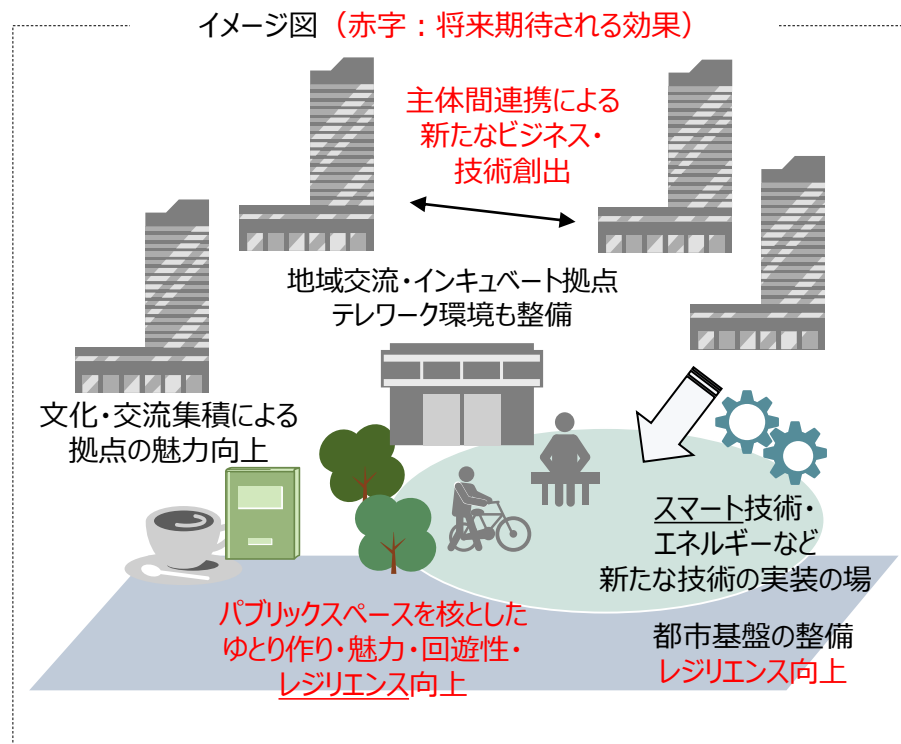 イメージ図（赤字：将来期待される効果）
主体間連携による
新たなビジネス・
技術創出
地域交流・インキュベート拠点
テレワーク環境も整備
文化・交流集積による
拠点の魅力向上
スマート技術・
エネルギーなど
新たな技術の実装の場
パブリックスペースを核とした
ゆとり作り・魅力・回遊性・
レジリエンス向上
都市基盤の整備
レジリエンス向上